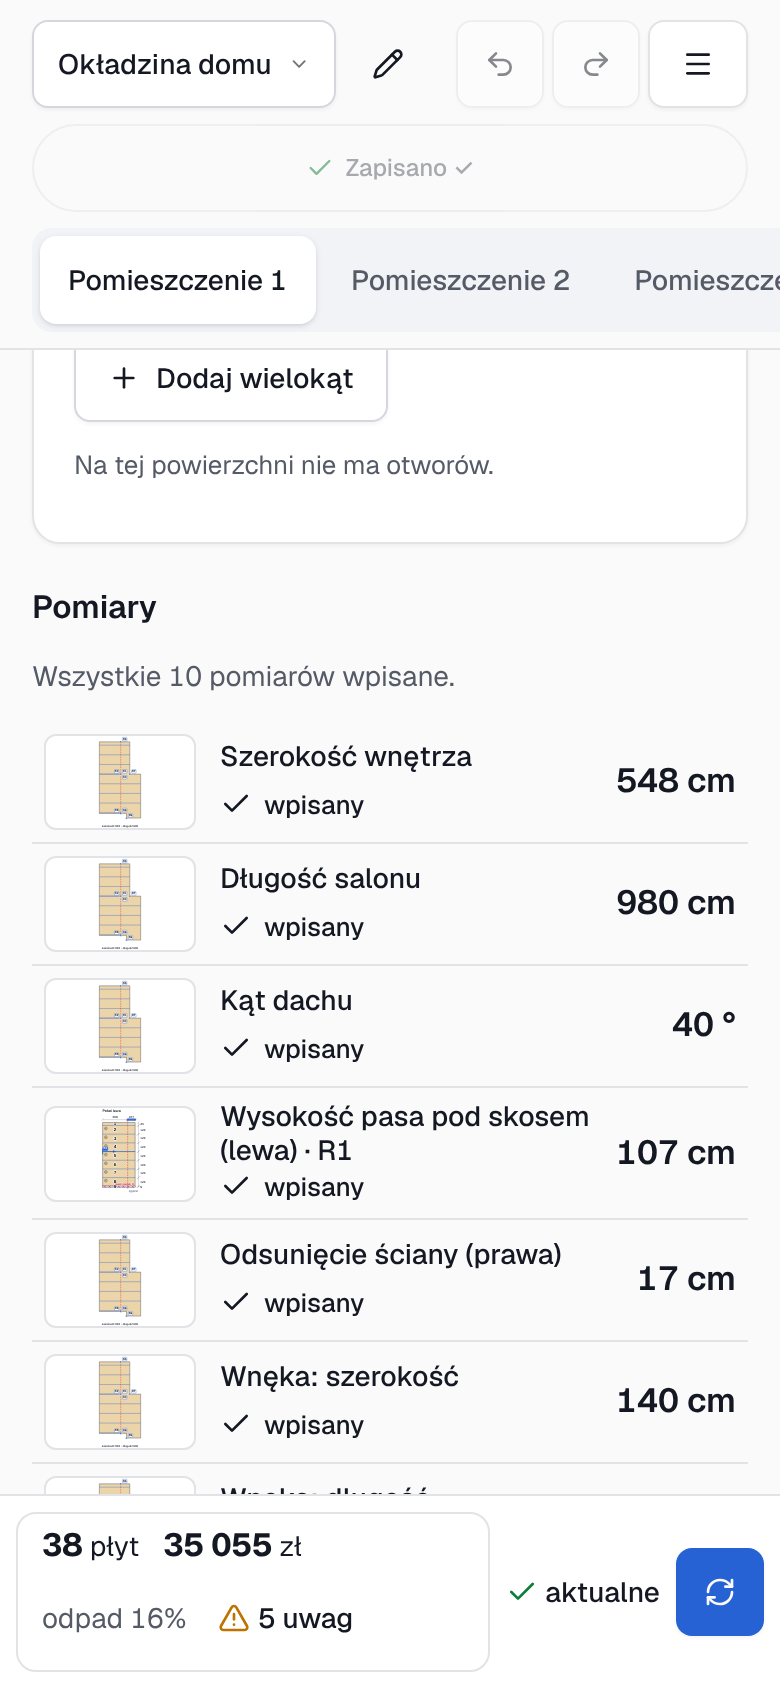 Okładzina domu
Zapisano ✓
Pomieszczenie 1
Pomieszczenie 2
Dodaj wielokąt
Na tej powierzchni nie ma otworów.
Pomiary
Wszystkie 10 pomiarów wpisane.
Szerokość wnętrza
wpisany
548 cm
Długość salonu
wpisany
980 cm
Kąt dachu
wpisany
40 °
Wysokość pasa pod skosem
(lewa) · R1
wpisany
107 cm
Odsunięcie ściany (prawa)
wpisany
17 cm
Wnęka: szerokość
wpisany
140 cm
38 płyt 35 055 zł
odpad 16% 5 uwag
aktualne